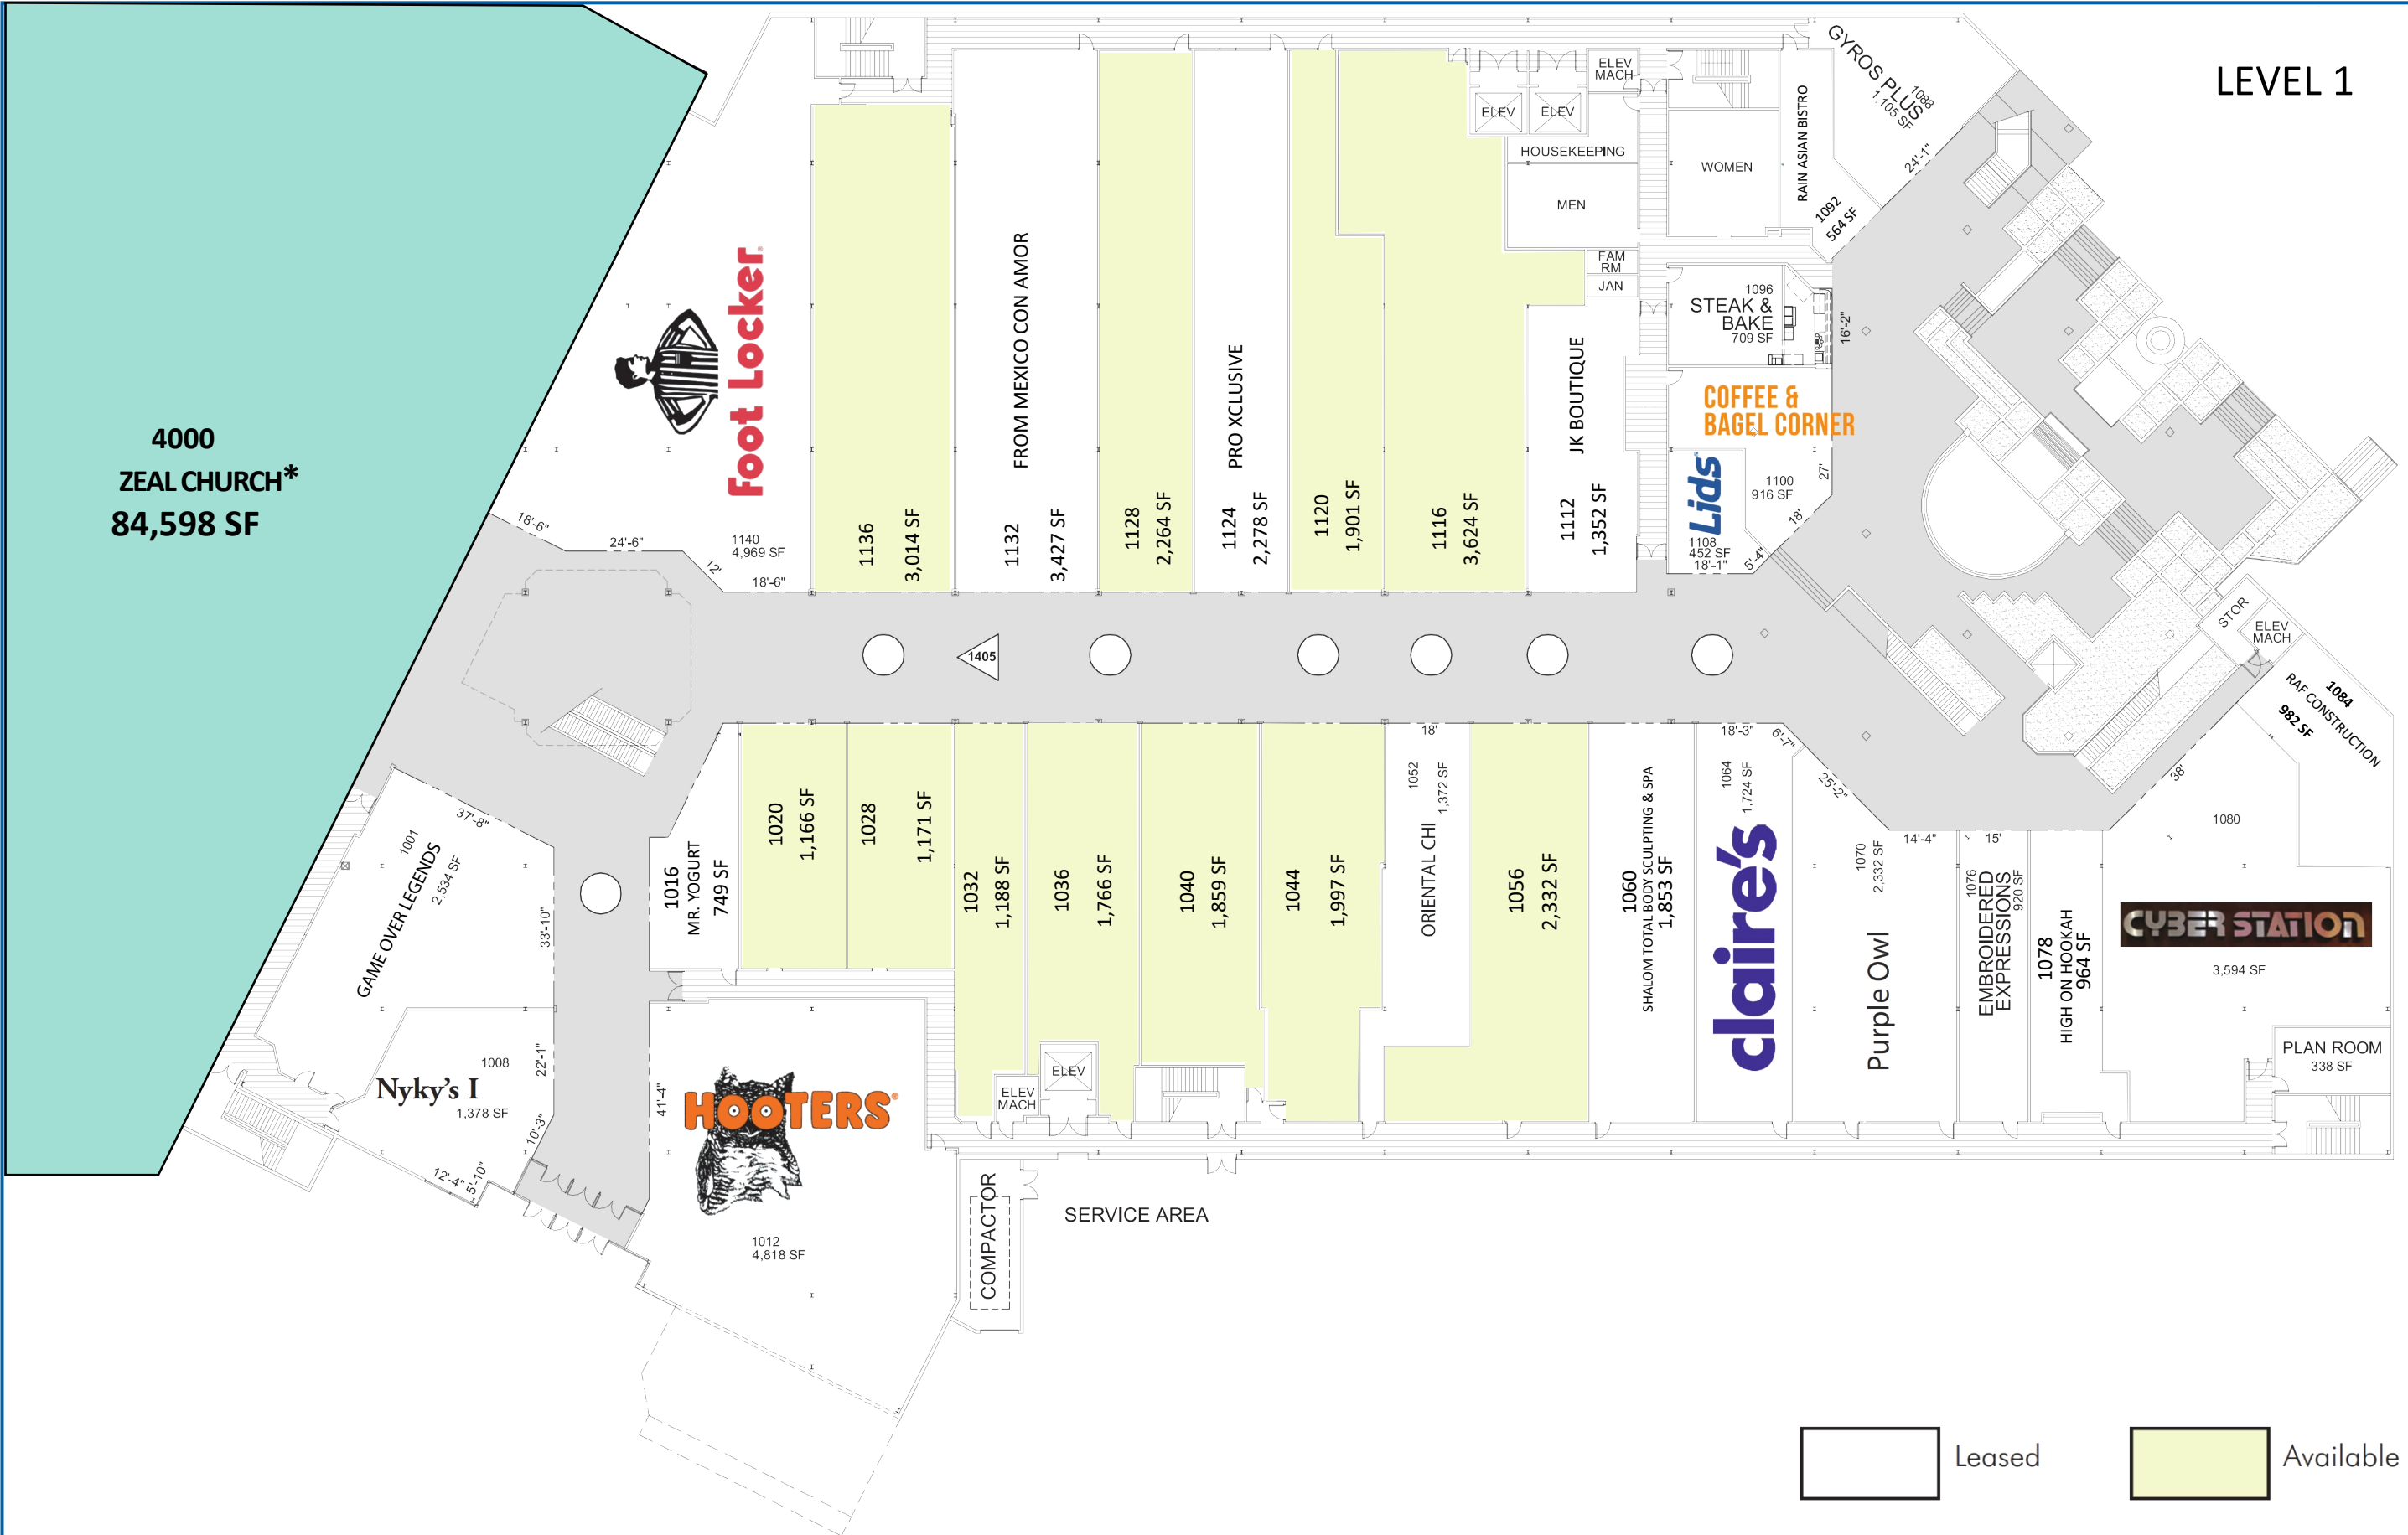 LEVEL 1
4000
ZEAL CHURCH*
84,598 SF
Foot Locker®
1140
4,969 SF
18'-6"
24'-6"
12'
18'-6"
1136
3,014 SF
FROM MEXICO CON AMOR
1132
3,427 SF
1128
2,264 SF
PRO XCLUSIVE
1124
2,278 SF
1120
1,901 SF
1116
3,624 SF
JK BOUTIQUE
1112
1,352 SF
ELEV
ELEV
ELEV
MACH
HOUSEKEEPING
MEN
WOMEN
FAM
RM
JAN
RAIN ASIAN BISTRO
1092
564 SF
GYROS PLUS
1088
1,105 SF
24'-1"
1096
STEAK &
BAKE
709 SF
16'-2"
COFFEE &
BAGEL CORNER
1100
916 SF
27'
18'
Lids
1108
452 SF
18'-1"
5'-4"
1405
STOR
ELEV
MACH
1084
RAF CONSTRUCTION
982 SF
37'-8"
1001
GAME OVER LEGENDS
2,534 SF
33'-10"
1008
Nyky's I
1,378 SF
22'-1"
10'-3"
12'-4"
5'-10"
41'-4"
1016
MR. YOGURT
749 SF
1020
1,166 SF
1028
1,171 SF
1032
1,188 SF
1036
1,766 SF
1040
1,859 SF
1044
1,997 SF
18'
1052
1,372 SF
ORIENTAL CHI
1056
2,332 SF
1060
SHALOM TOTAL BODY SCULPTING & SPA
1,853 SF
18'-3"
6'-7"
1064
1,724 SF
claire's
25'-2"
14'-4"
1070
2,332 SF
Purple Owl
15'
1076
EMBROIDERED
EXPRESSIONS
920 SF
1078
HIGH ON HOOKAH
964 SF
38'
1080
CYBER STATION
3,594 SF
PLAN ROOM
338 SF
ELEV
MACH
ELEV
HOOTERS®
1012
4,818 SF
COMPACTOR
SERVICE AREA
Leased
Available